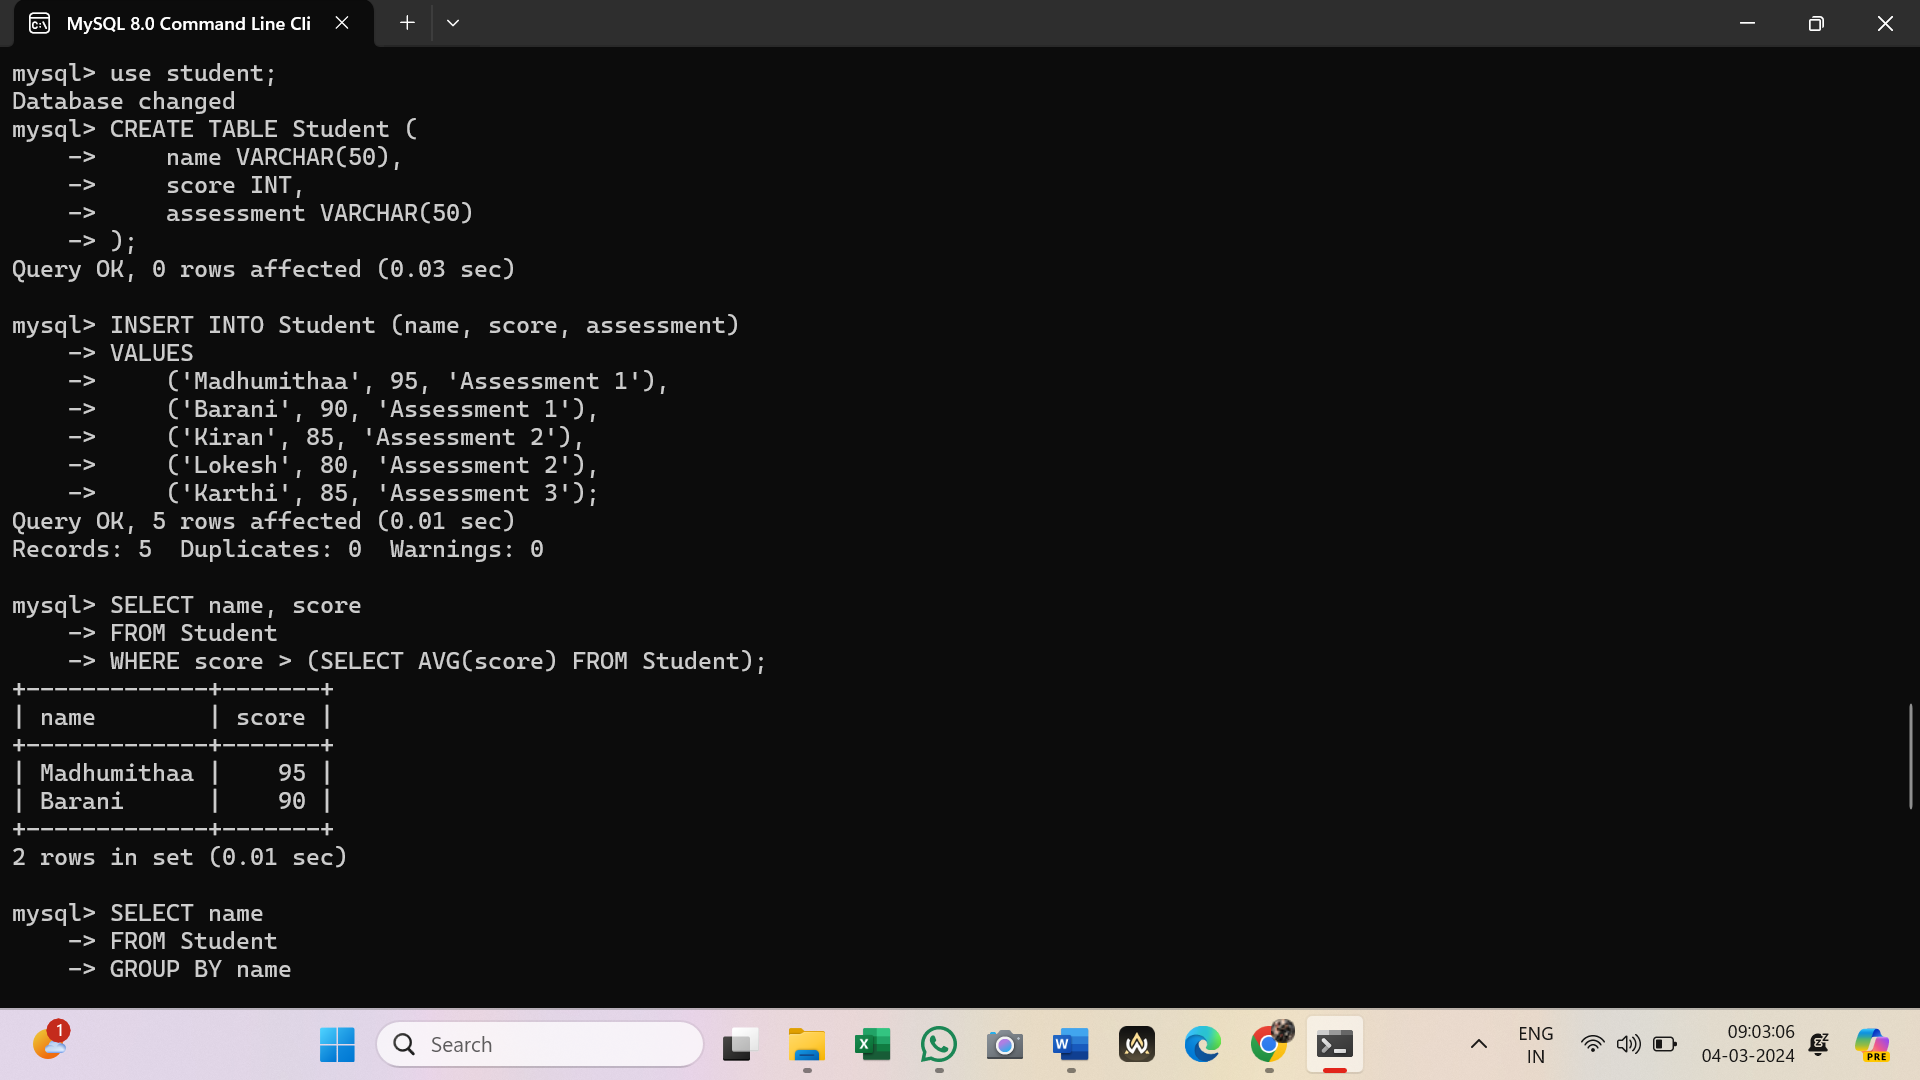 MySQL 8.0 Command Line Cli
mysql> use student;
Database changed
mysql> CREATE TABLE Student (
    ->     name VARCHAR(50),
    ->     score INT,
    ->     assessment VARCHAR(50)
    -> );
Query OK, 0 rows affected (0.03 sec)
mysql> INSERT INTO Student (name, score, assessment)
    -> VALUES
    ->     ('Madhumithaa', 95, 'Assessment 1'),
    ->     ('Barani', 90, 'Assessment 1'),
    ->     ('Kiran', 85, 'Assessment 2'),
    ->     ('Lokesh', 80, 'Assessment 2'),
    ->     ('Karthi', 85, 'Assessment 3');
Query OK, 5 rows affected (0.01 sec)
Records: 5  Duplicates: 0  Warnings: 0
mysql> SELECT name, score
    -> FROM Student
    -> WHERE score > (SELECT AVG(score) FROM Student);
+-------------+-------+
| name        | score |
+-------------+-------+
| Madhumithaa |    95 |
| Barani      |    90 |
+-------------+-------+
2 rows in set (0.01 sec)
mysql> SELECT name
    -> FROM Student
    -> GROUP BY name
1
Search
ENG
IN
09:03:06
04-03-2024
PRE